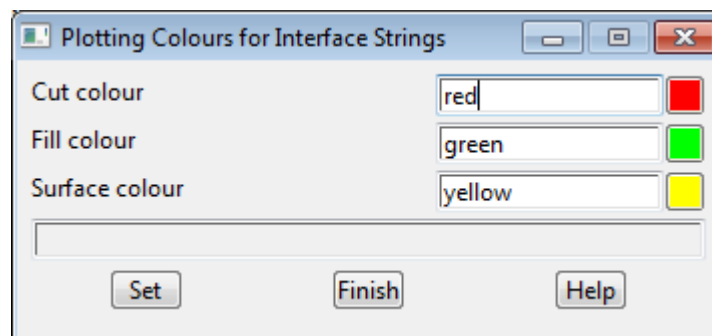 Plotting Colours for Interface Strings
Cut colour red
Fill colour green
Surface colour yellow
Set Finish Help